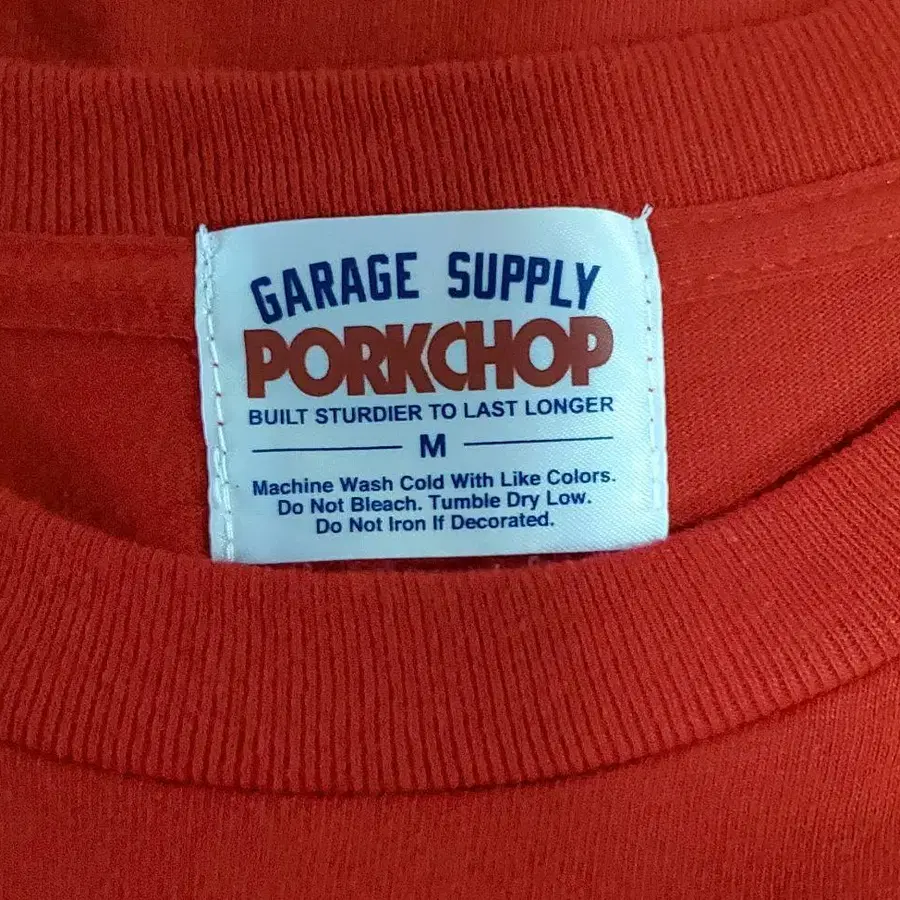 GARAGE SUPPLY
PORKCHOP
BUILT STURDIER TO LAST LONGER
M
Machine Wash Cold With Like Colors.
Do Not Bleach. Tumble Dry Low.
Do Not Iron If Decorated.